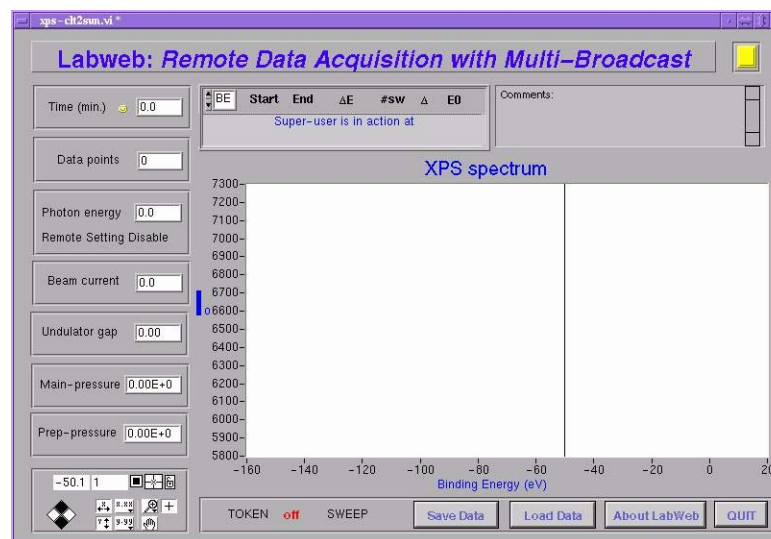 xps-clt2sun.vi *
Labweb: Remote Data Acquisition with Multi-Broadcast
Time (min.) 0.0
BE Start End ΔE #sw Δ E0
Super-user is in action at
Comments:
Data points 0
Photon energy 0.0
Remote Setting Disable
Beam current 0.0
Undulator gap 0.00
Main-pressure 0.00E+0
Prep-pressure 0.00E+0
XPS spectrum
7300
7200
7100
7000
6900
6800
6700
6600
6500
6400
6300
6200
6100
6000
5900
5800
-160 -140 -120 -100 -80 -60 -40 -20 0 20
Binding Energy (eV)
-50.1 1
TOKEN off SWEEP Save Data Load Data About LabWeb QUIT